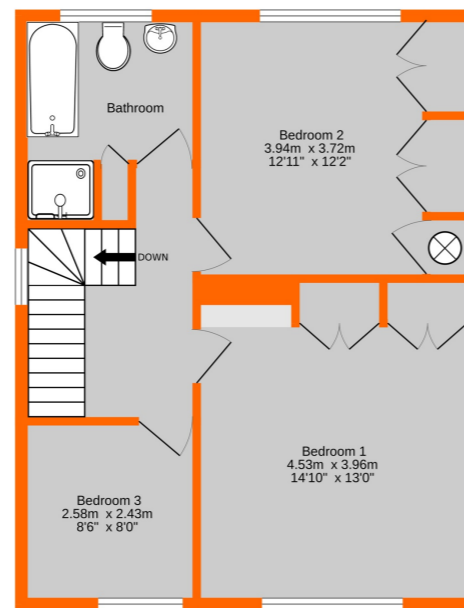 Bathroom
Bedroom 2
3.94m x 3.72m
12'11" x 12'2"
DOWN
Bedroom 1
4.53m x 3.96m
14'10" x 13'0"
Bedroom 3
2.58m x 2.43m
8'6" x 8'0"